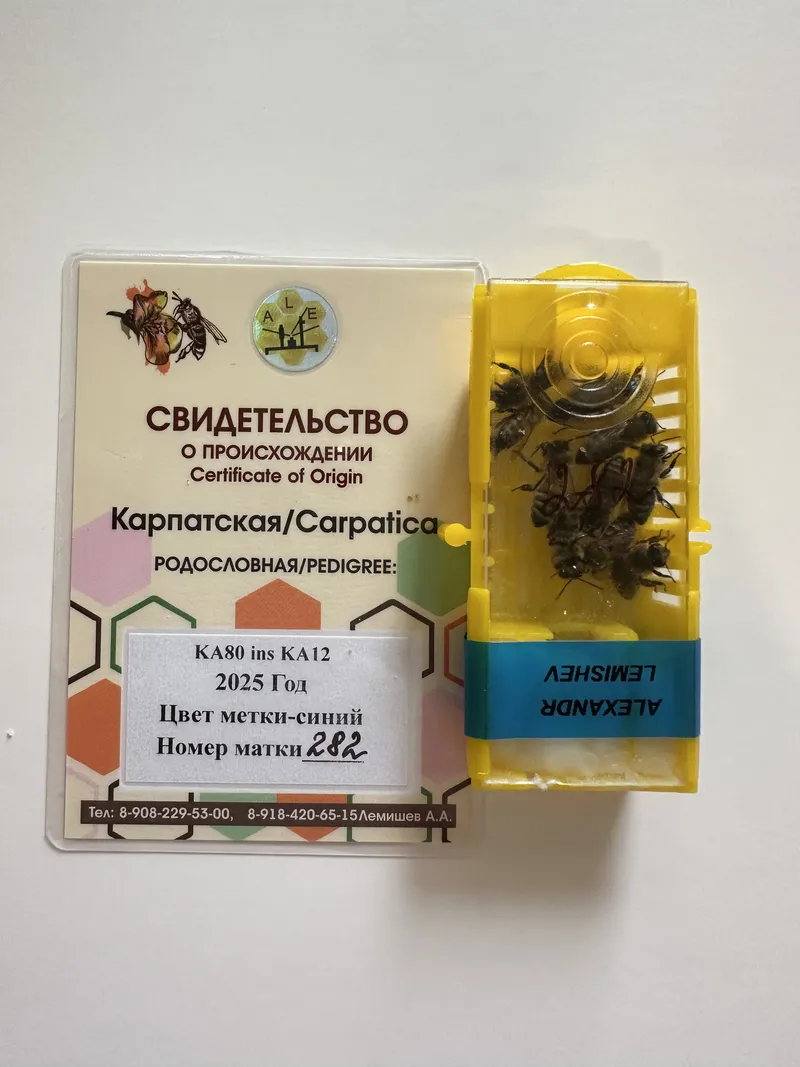 A L E
СВИДЕТЕЛЬСТВО
О ПРОИСХОЖДЕНИИ
Certificate of Origin
Карпатская/Carpatica
РОДОСЛОВНАЯ/PEDIGREE:
KA80 ins KA12
2025 Год
Цвет метки-синий
Номер матки 282
Тел: 8-908-229-53-00, 8-918-420-65-15Лемишев А.А.
282
ALEXANDR
LEMISHEV